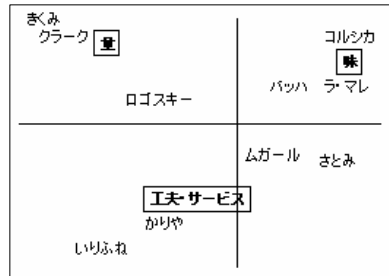 きくみ
クラーク
量
コルシカ
味
バッハ ラ・マレ
ロゴスキー
ムガール さとみ
工夫・サービス
かりや
いりふね